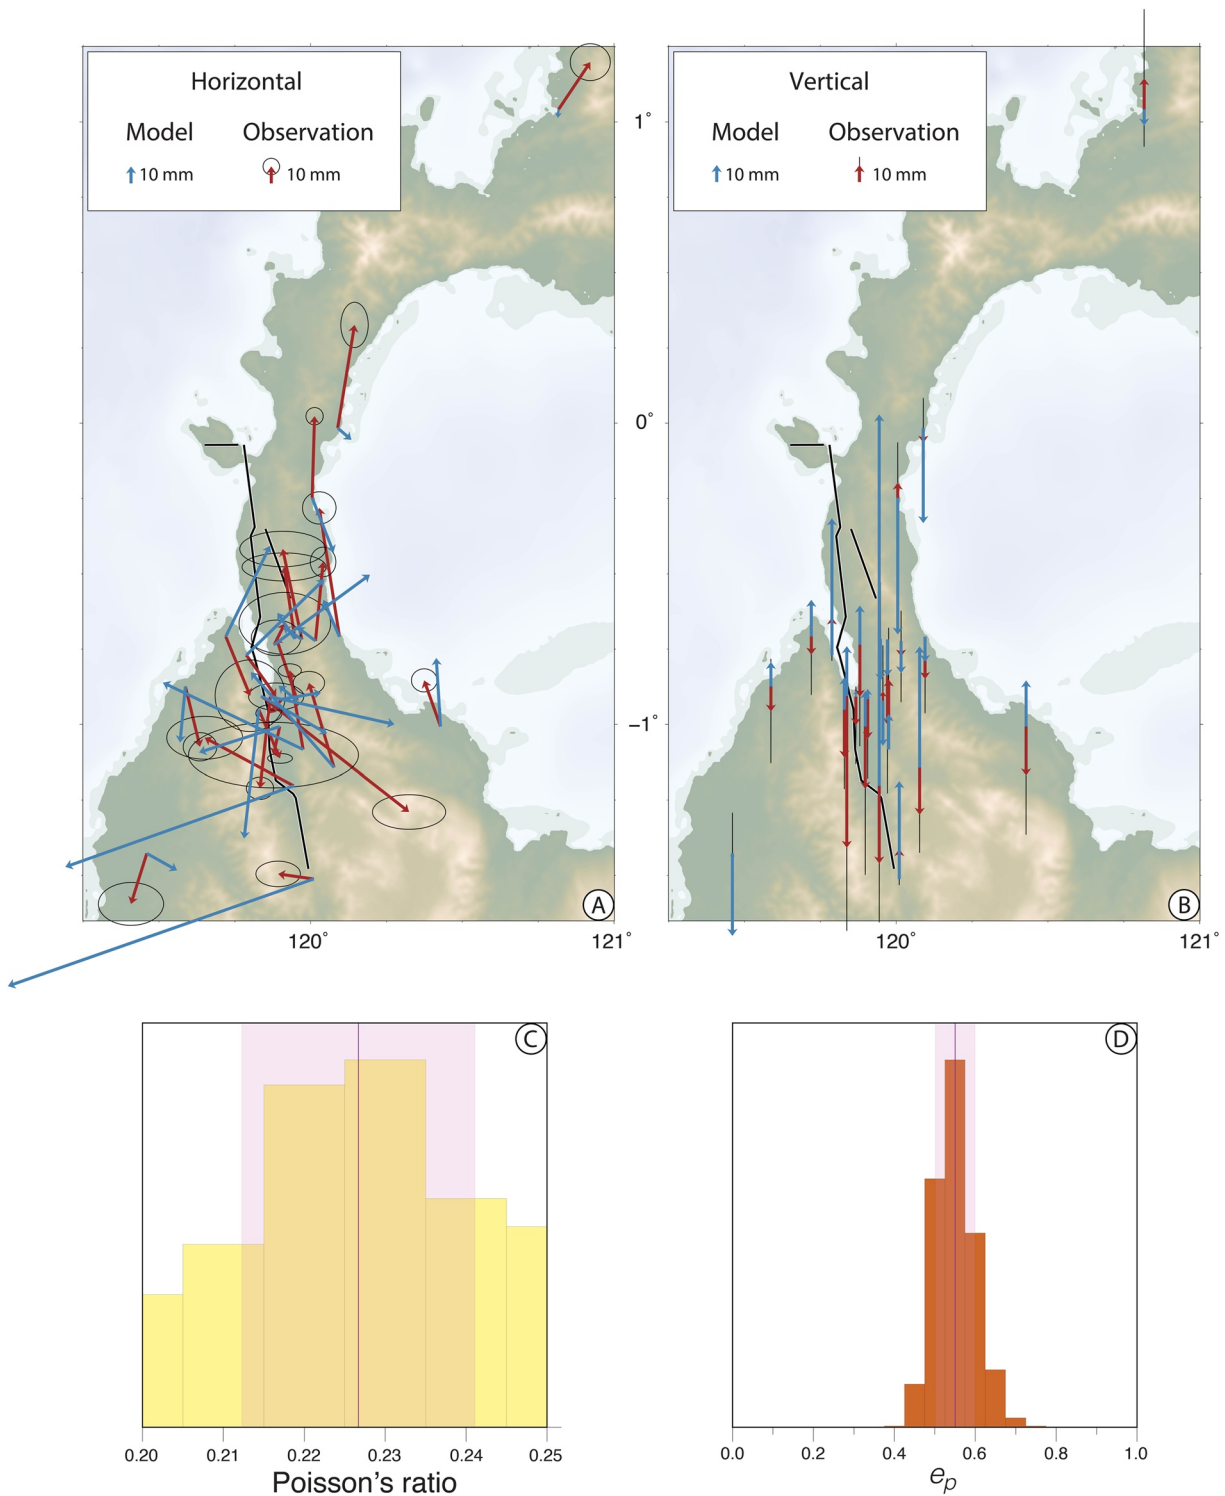 Horizontal
Model Observation
10 mm 10 mm
Vertical
Model Observation
10 mm 10 mm
1°
0°
−1°
A
B
120° 121°
120° 121°
C
0.20 0.21 0.22 0.23 0.24 0.25
Poisson's ratio
D
0.0 0.2 0.4 0.6 0.8 1.0
ep